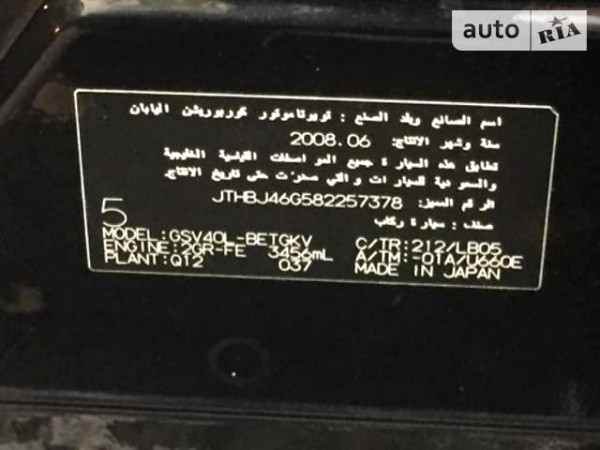 auto RIA
اسم الصانع وبلد الصنع : تويوتاموتور كوربوريشن اليابان
سنة وشهر الانتاج: 2008.06
تطابق هذه السيارة جميع المواصفات القياسية الخليجية
والسعودية للسيارات والتي صدرت حتى تاريخ الانتاج.
الرقم المميز: JTHBJ46G582257378
صنف : سيارة ركاب
5
MODEL:GSV40L-BETGKV C/TR:212/LB05
ENGINE:2GR-FE 3456mL A/TM:-01A/U660E
PLANT:Q12 037 MADE IN JAPAN